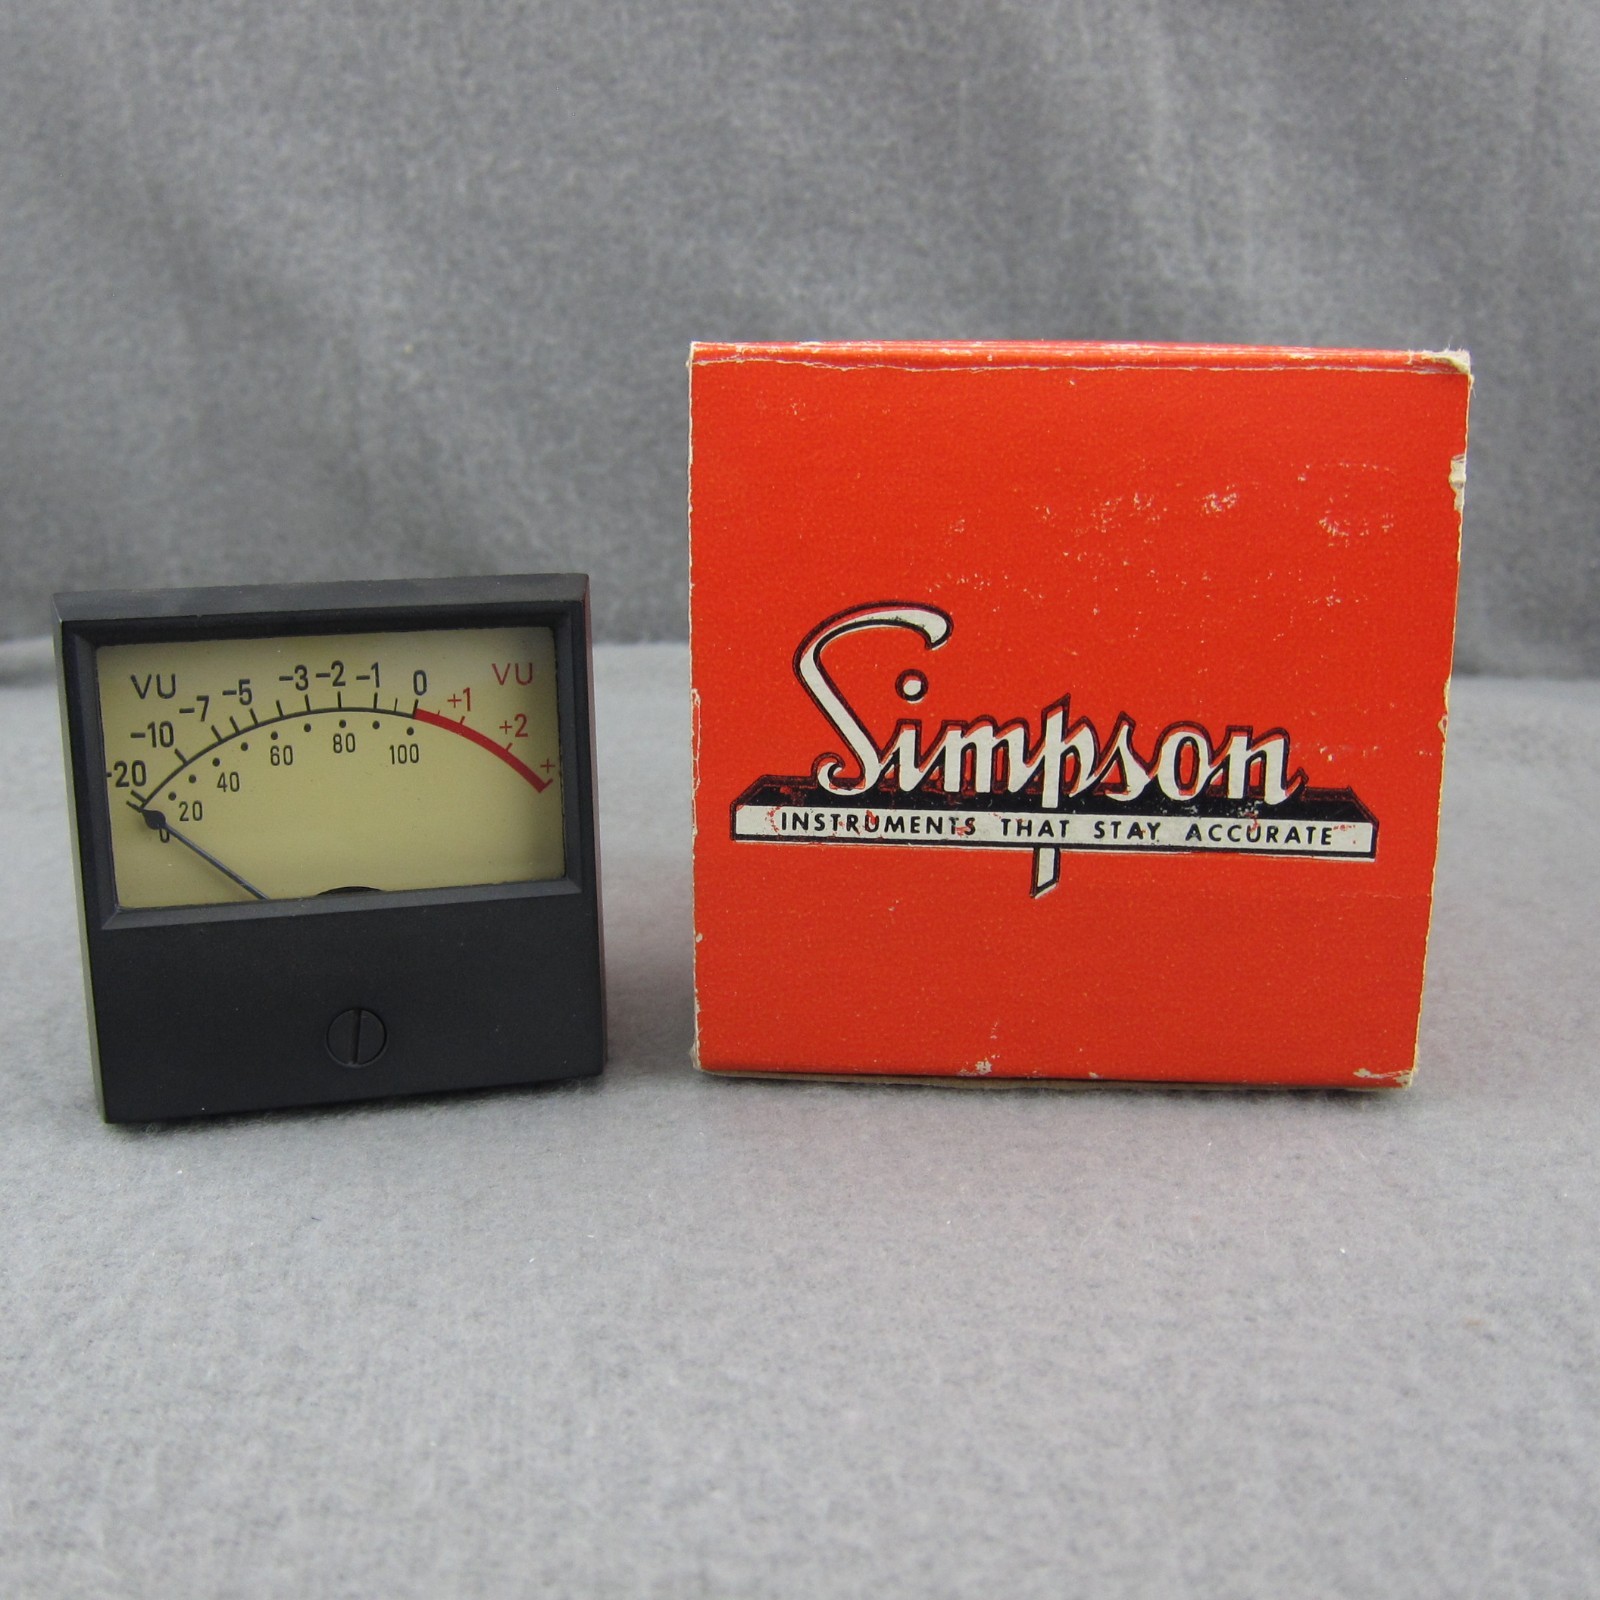 VU -20 -10 -7 -5 -3 -2 -1 0 +1 +2 + VU
0 20 40 60 80 100
Simpson
INSTRUMENTS THAT STAY ACCURATE